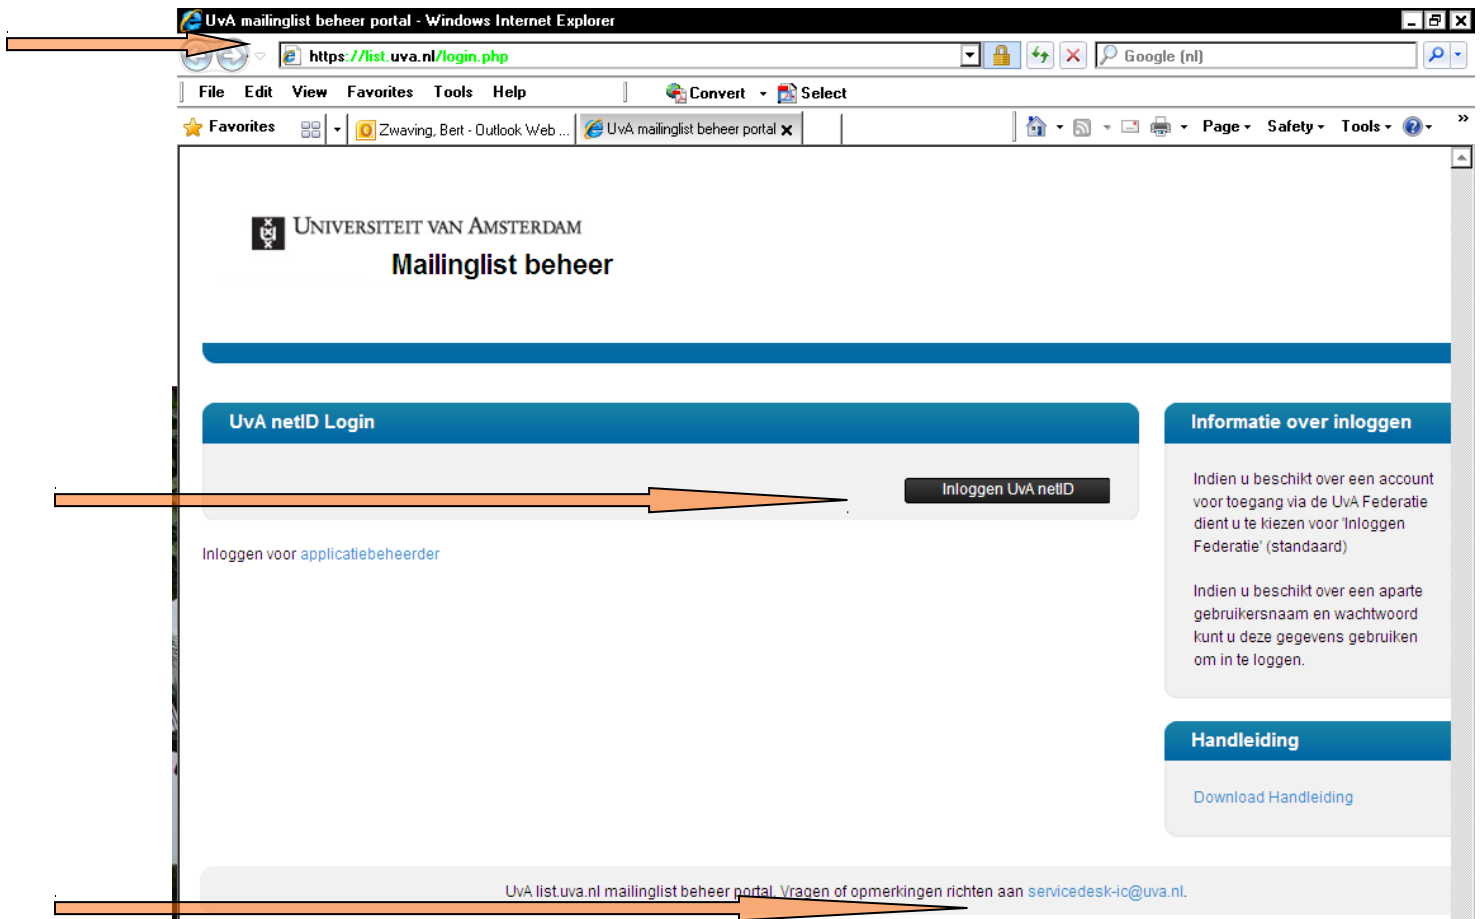 UvA mailinglist beheer portal - Windows Internet Explorer
https://list.uva.nl/login.php
Google (nl)
File Edit View Favorites Tools Help
Convert Select
Favorites
Zwaving, Bert - Outlook Web ...
UvA mailinglist beheer portal
Page Safety Tools
»
UNIVERSITEIT VAN AMSTERDAM
Mailinglist beheer
UvA netID Login
Inloggen UvA netID
Inloggen voor applicatiebeheerder
Informatie over inloggen
Indien u beschikt over een account
voor toegang via de UvA Federatie
dient u te kiezen voor 'Inloggen
Federatie' (standaard)
Indien u beschikt over een aparte
gebruikersnaam en wachtwoord
kunt u deze gegevens gebruiken
om in te loggen.
Handleiding
Download Handleiding
UvA list.uva.nl mailinglist beheer portal. Vragen of opmerkingen richten aan servicedesk-ic@uva.nl.